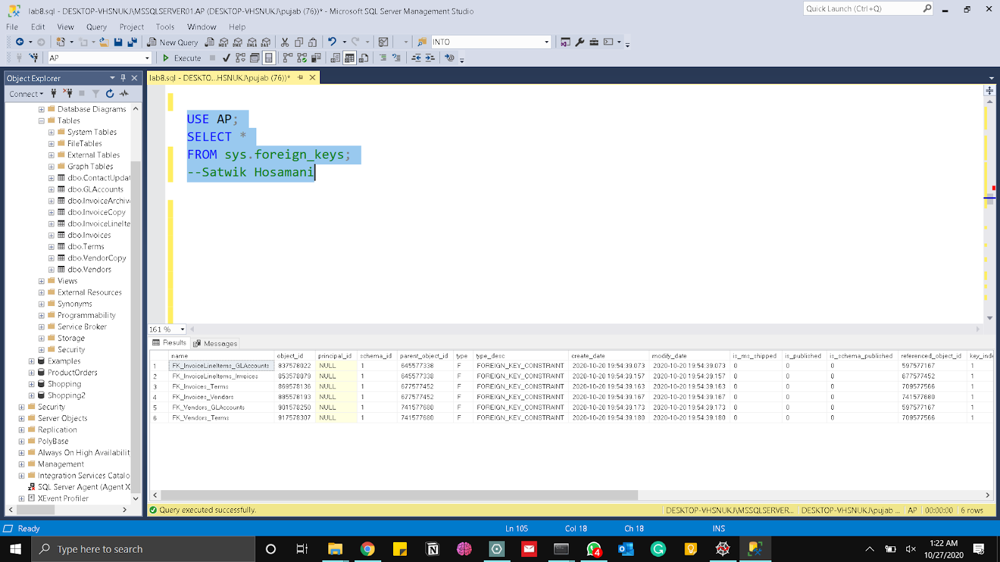 lab8.sql - DESKTOP-VHSNUKJ\MSSQLSERVER01.AP (DESKTOP-VHSNUKJ\pujab (76))* - Microsoft SQL Server Management Studio
Quick Launch (Ctrl+Q)
File Edit View Query Project Tools Window Help
New Query MDX DMX XMLA DAX INTO
AP Execute
Object Explorer
lab8.sql - DESKTO...HSNUKJ\pujab (76))*
Connect
Database Diagrams
Tables
System Tables
FileTables
External Tables
Graph Tables
dbo.ContactUpdat
dbo.GLAccounts
dbo.InvoiceArchiv
dbo.InvoiceCopy
dbo.InvoiceLineIte
dbo.Invoices
dbo.Terms
dbo.VendorCopy
dbo.Vendors
Views
External Resources
Synonyms
Programmability
Service Broker
Storage
Security
Examples
ProductOrders
Shopping
Shopping2
Security
Server Objects
Replication
PolyBase
Always On High Availabilit
Management
Integration Services Catalo
SQL Server Agent (Agent X
XEvent Profiler
USE AP;
SELECT *
FROM sys.foreign_keys;
--Satwik Hosamani
161 %
Results Messages
name object_id principal_id schema_id parent_object_id type type_desc create_date modify_date is_ms_shipped is_published is_schema_published referenced_object_id key_inde
1 FK_InvoiceLineItems_GLAccounts 837578022 NULL 1 645577338 F FOREIGN_KEY_CONSTRAINT 2020-10-20 19:54:39.073 2020-10-20 19:54:39.073 0 0 0 597577167 1
2 FK_InvoiceLineItems_Invoices 853578079 NULL 1 645577338 F FOREIGN_KEY_CONSTRAINT 2020-10-20 19:54:39.157 2020-10-20 19:54:39.157 0 0 0 677577452 1
3 FK_Invoices_Terms 869578136 NULL 1 677577452 F FOREIGN_KEY_CONSTRAINT 2020-10-20 19:54:39.163 2020-10-20 19:54:39.163 0 0 0 709577566 1
4 FK_Invoices_Vendors 885578193 NULL 1 677577452 F FOREIGN_KEY_CONSTRAINT 2020-10-20 19:54:39.167 2020-10-20 19:54:39.167 0 0 0 741577680 1
5 FK_Vendors_GLAccounts 901578250 NULL 1 741577680 F FOREIGN_KEY_CONSTRAINT 2020-10-20 19:54:39.173 2020-10-20 19:54:39.173 0 0 0 597577167 1
6 FK_Vendors_Terms 917578307 NULL 1 741577680 F FOREIGN_KEY_CONSTRAINT 2020-10-20 19:54:39.180 2020-10-20 19:54:39.180 0 0 0 709577566 1
Query executed successfully. DESKTOP-VHSNUKJ\MSSQLSERVER... DESKTOP-VHSNUKJ\pujab ... AP 00:00:00 6 rows
Ready Ln 105 Col 18 Ch 18 INS
Type here to search
4
1:22 AM
10/27/2020